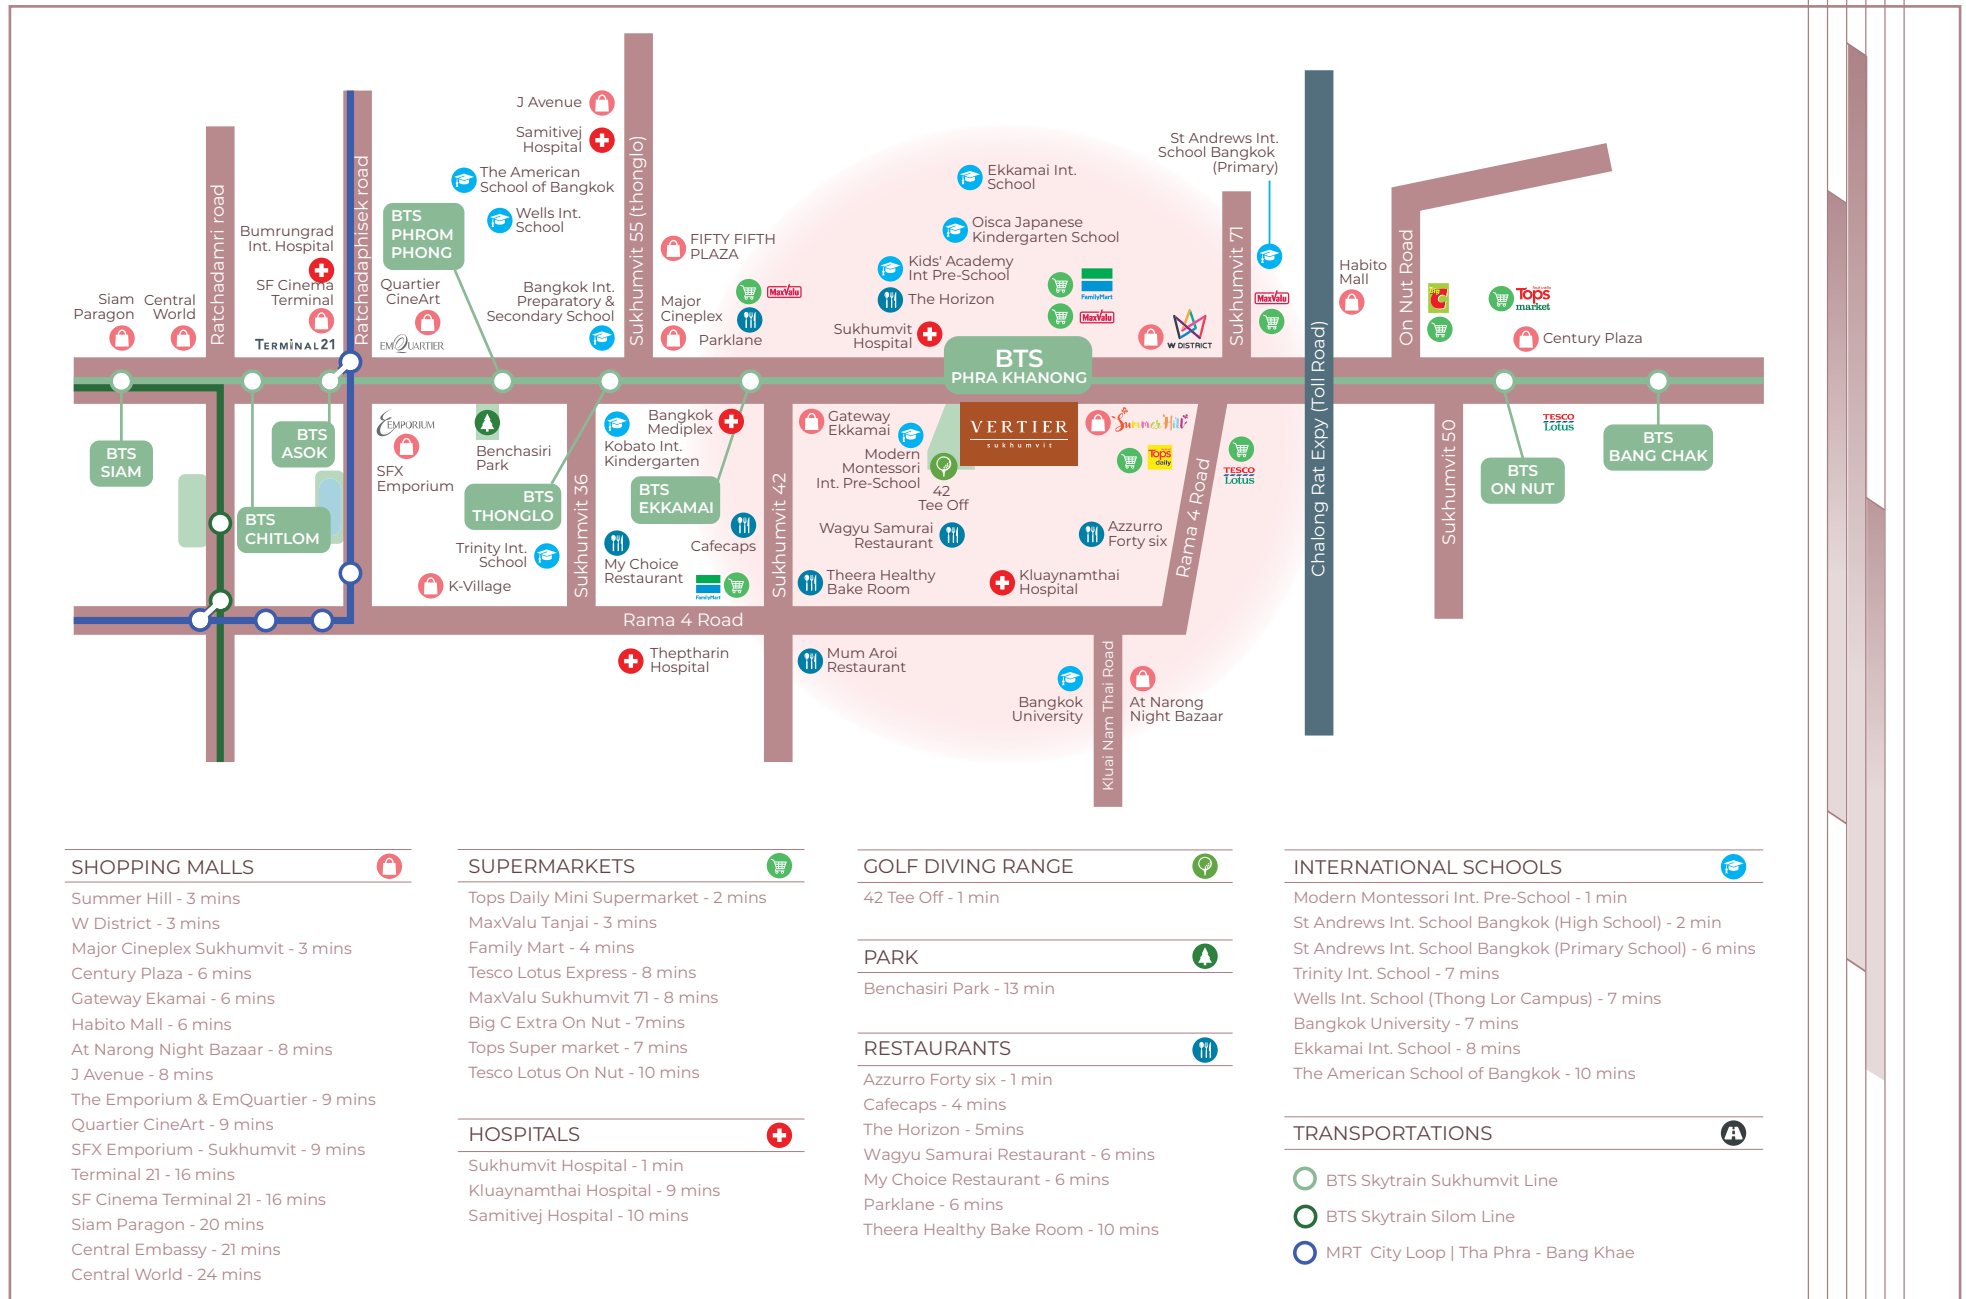 J Avenue
Samitivej
Hospital
The American
School of Bangkok
Wells Int.
School
BTS
PHROM
PHONG
Bumrungrad
Int. Hospital
SF Cinema
Terminal
TERMINAL 21
Quartier
CineArt
EMQUARTIER
Siam
Paragon
Central
World
Ratchadamri road
Ratchadaphisek road
Bangkok Int.
Preparatory &
Secondary School
Sukhumvit 55 (thonglo)
FIFTY FIFTH
PLAZA
Major
Cineplex
MaxValu
Parklane
Ekkamai Int.
School
Oisca Japanese
Kindergarten School
Kids' Academy
Int Pre-School
The Horizon
Sukhumvit
Hospital
FamilyMart
MaxValu
BTS
PHRA KHANONG
St Andrews Int.
School Bangkok
(Primary)
W DISTRICT
Sukhumvit 71
MaxValu
Chalong Rat Expy (Toll Road)
Habito
Mall
On Nut Road
Big
C
Tops
market
Century Plaza
BTS
SIAM
BTS
ASOK
BTS
CHITLOM
EMPORIUM
SFX
Emporium
Benchasiri
Park
BTS
THONGLO
Trinity Int.
School
K-Village
Sukhumvit 36
Kobato Int.
Kindergarten
Bangkok
Mediplex
BTS
EKKAMAI
Cafecaps
My Choice
Restaurant
FamilyMart
Sukhumvit 42
Gateway
Ekkamai
Modern
Montessori
Int. Pre-School
42
Tee Off
VERTIER
sukhumvit
Summer Hill
Tops
daily
TESCO
Lotus
Wagyu Samurai
Restaurant
Azzurro
Forty six
Theera Healthy
Bake Room
Kluaynamthai
Hospital
Rama 4 Road
Sukhumvit 50
BTS
ON NUT
TESCO
Lotus
BTS
BANG CHAK
Rama 4 Road
Theptharin
Hospital
Mum Aroi
Restaurant
Bangkok
University
Kluai Nam Thai Road
At Narong
Night Bazaar
SHOPPING MALLS
Summer Hill - 3 mins
W District - 3 mins
Major Cineplex Sukhumvit - 3 mins
Century Plaza - 6 mins
Gateway Ekamai - 6 mins
Habito Mall - 6 mins
At Narong Night Bazaar - 8 mins
J Avenue - 8 mins
The Emporium & EmQuartier - 9 mins
Quartier CineArt - 9 mins
SFX Emporium - Sukhumvit - 9 mins
Terminal 21 - 16 mins
SF Cinema Terminal 21 - 16 mins
Siam Paragon - 20 mins
Central Embassy - 21 mins
Central World - 24 mins
SUPERMARKETS
Tops Daily Mini Supermarket - 2 mins
MaxValu Tanjai - 3 mins
Family Mart - 4 mins
Tesco Lotus Express - 8 mins
MaxValu Sukhumvit 71 - 8 mins
Big C Extra On Nut - 7mins
Tops Super market - 7 mins
Tesco Lotus On Nut - 10 mins
HOSPITALS
Sukhumvit Hospital - 1 min
Kluaynamthai Hospital - 9 mins
Samitivej Hospital - 10 mins
GOLF DIVING RANGE
42 Tee Off - 1 min
PARK
Benchasiri Park - 13 min
RESTAURANTS
Azzurro Forty six - 1 min
Cafecaps - 4 mins
The Horizon - 5mins
Wagyu Samurai Restaurant - 6 mins
My Choice Restaurant - 6 mins
Parklane - 6 mins
Theera Healthy Bake Room - 10 mins
INTERNATIONAL SCHOOLS
Modern Montessori Int. Pre-School - 1 min
St Andrews Int. School Bangkok (High School) - 2 min
St Andrews Int. School Bangkok (Primary School) - 6 mins
Trinity Int. School - 7 mins
Wells Int. School (Thong Lor Campus) - 7 mins
Bangkok University - 7 mins
Ekkamai Int. School - 8 mins
The American School of Bangkok - 10 mins
TRANSPORTATIONS
BTS Skytrain Sukhumvit Line
BTS Skytrain Silom Line
MRT City Loop | Tha Phra - Bang Khae